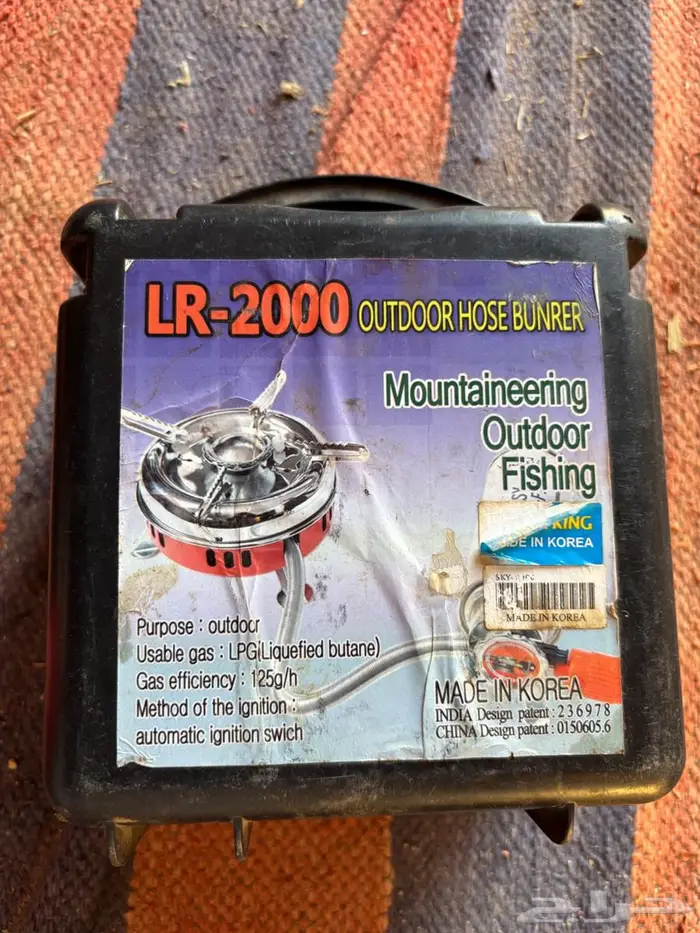 LR-2000 OUTDOOR HOSE BUNRER
Mountaineering
Outdoor
Fishing
KING
DE IN KOREA
MADE.IN KOREA
Purpose : outdoor
Usable gas : LPG(Liquefied butane)
Gas efficiency : 125g/h
Method of the ignition :
automatic ignition swich
MADE IN KOREA
INDIA Design patent : 236978
CHINA Design patent : 0150605.6
حراج